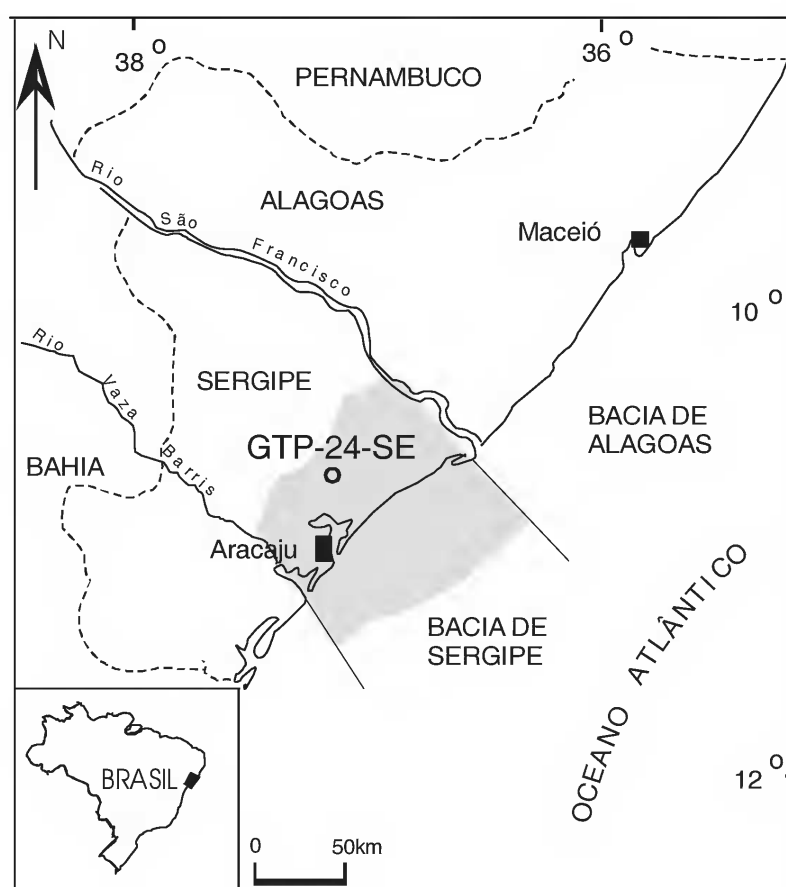 N
38 o
36 o
PERNAMBUCO
Rio São Francisco
ALAGOAS
Maceió
10 o
Rio Vaza Barris
SERGIPE
BACIA DE
ALAGOAS
GTP-24-SE
BAHIA
Aracaju
BACIA DE
SERGIPE
OCEANO ATLÂNTICO
BRASIL
12 o
0 50km